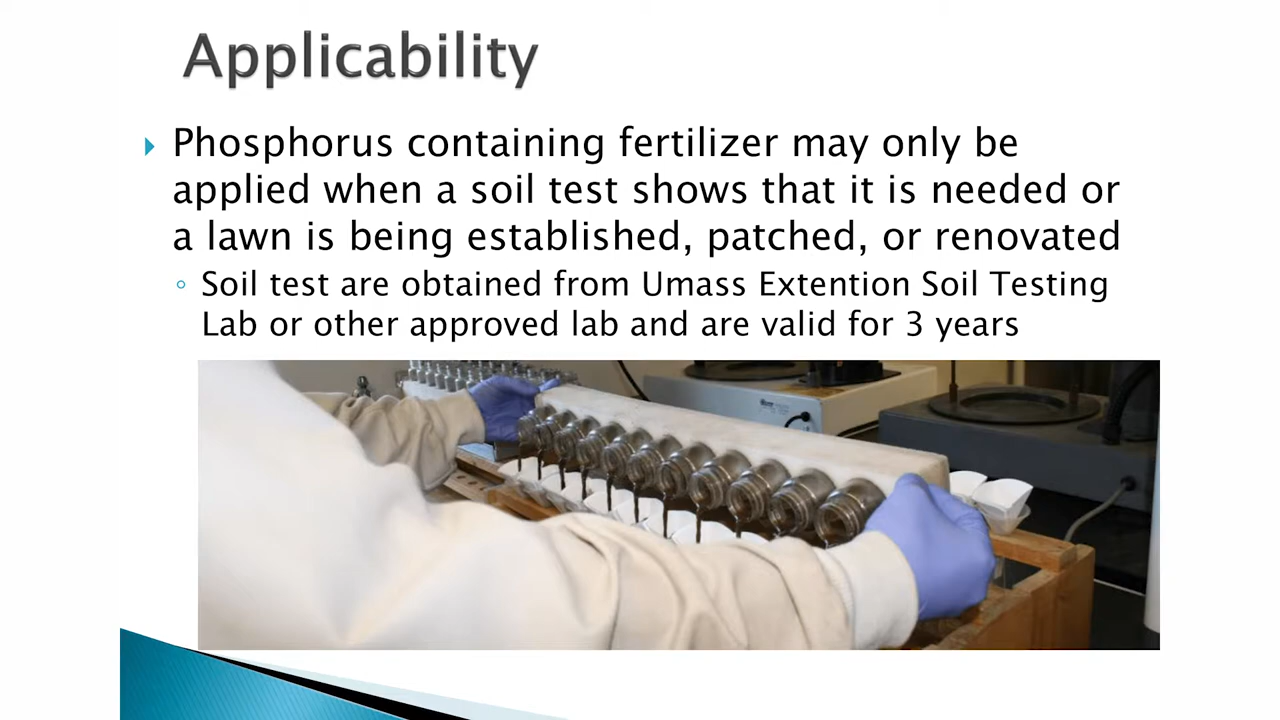 Applicability
Phosphorus containing fertilizer may only be
applied when a soil test shows that it is needed or
a lawn is being established, patched, or renovated
Soil test are obtained from Umass Extention Soil Testing
Lab or other approved lab and are valid for 3 years